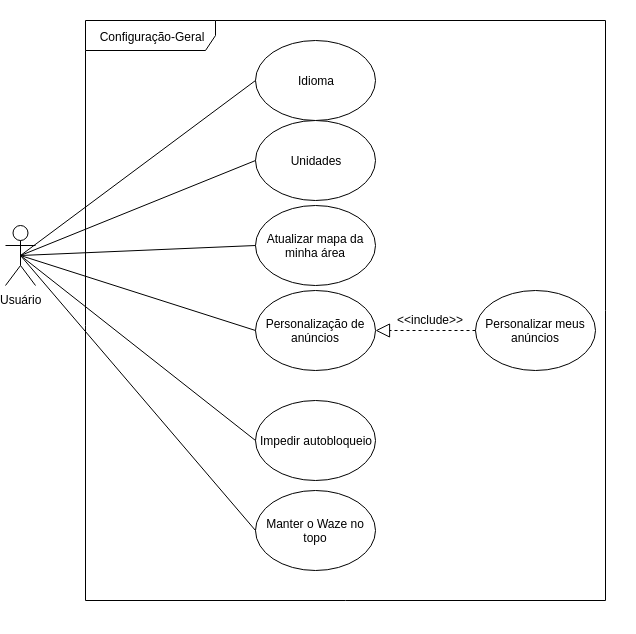 Configuração-Geral
Idioma
Unidades
Atualizar mapa da
minha área
Usuário
Personalização de
anúncios
<<include>>
Personalizar meus
anúncios
Impedir autobloqueio
Manter o Waze no
topo